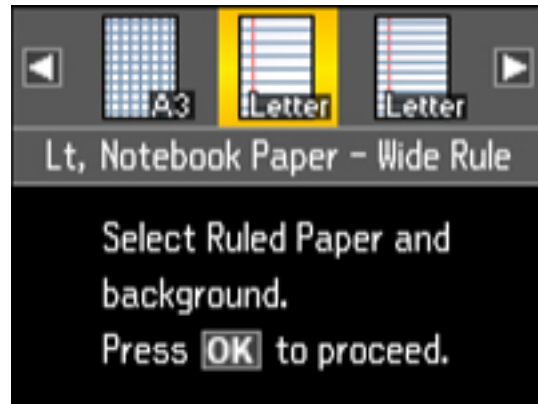 A3 Letter Letter
Lt, Notebook Paper - Wide Rule
Select Ruled Paper and
background.
Press OK to proceed.